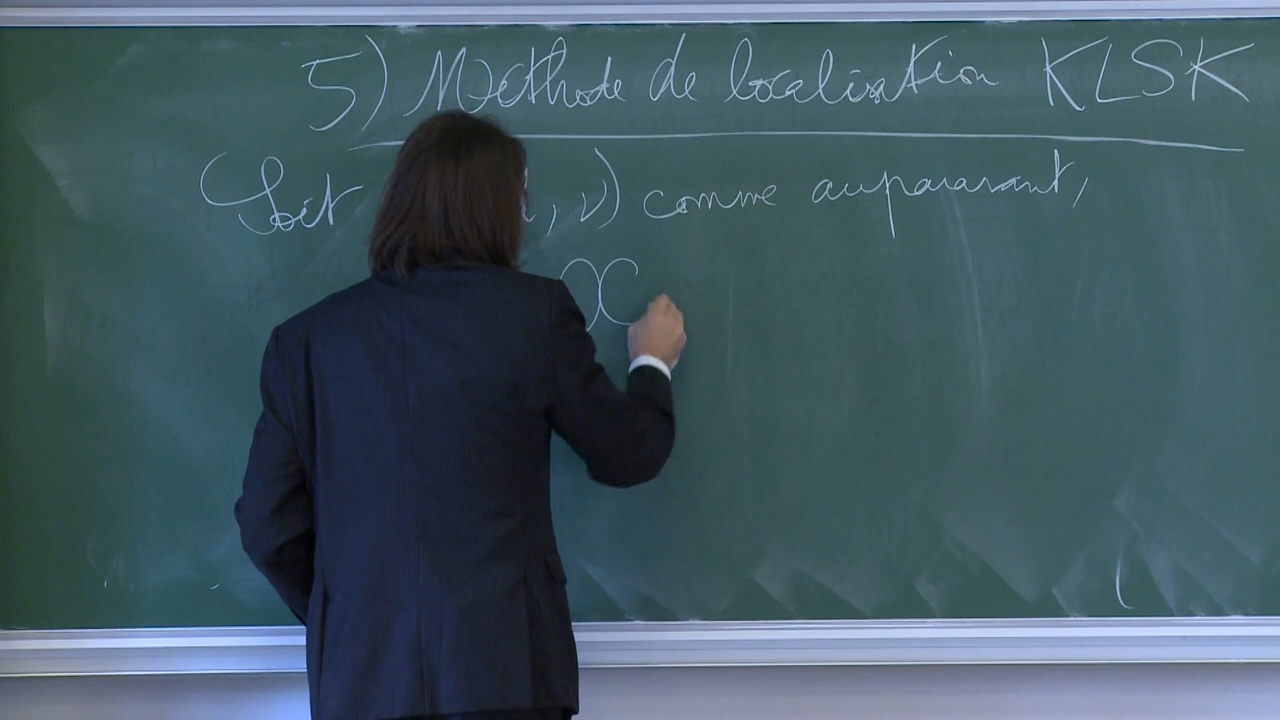 5) Méthode de localisation KLSK
Soit , ν) comme auparavant,
x